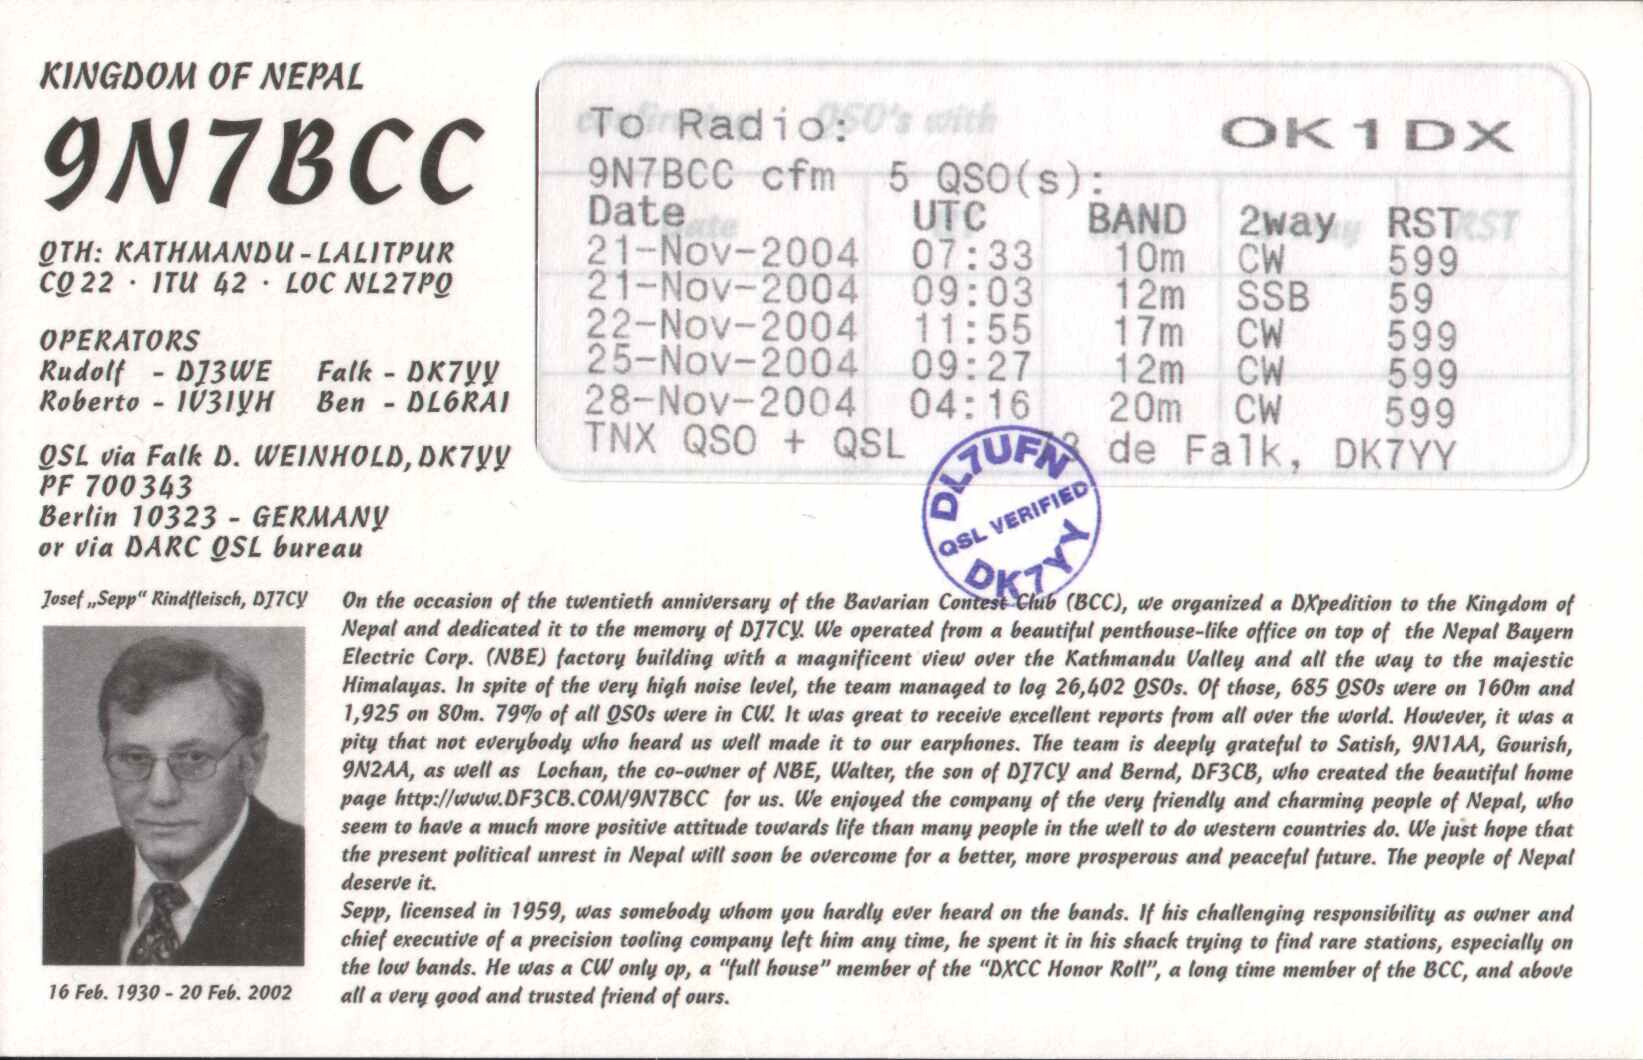 KINGDOM OF NEPAL
9N7BCC
QTH: KATHMANDU - LALITPUR
CQ 22 · ITU 42 · LOC NL27PQ
OPERATORS
Rudolf - DJ3WE Falk - DK7YY
Roberto - IV3IYH Ben - DL6RAI
QSL via Falk D. WEINHOLD, DK7YY
PF 700343
Berlin 10323 - GERMANY
or via DARC QSL bureau
To Radio: OK1DX
9N7BCC cfm 5 QSO(s):
Date UTC BAND 2way RST
21-Nov-2004 07:33 10m CW 599
21-Nov-2004 09:03 12m SSB 59
22-Nov-2004 11:55 17m CW 599
25-Nov-2004 09:27 12m CW 599
28-Nov-2004 04:16 20m CW 599
TNX QSO + QSL de Falk, DK7YY
DL7UFN
QSL VERIFIED
DK7YY
Josef „Sepp“ Rindfleisch, DJ7CY
16 Feb. 1930 - 20 Feb. 2002
On the occasion of the twentieth anniversary of the Bavarian Contest Club (BCC), we organized a DXpedition to the Kingdom of
Nepal and dedicated it to the memory of DJ7CY. We operated from a beautiful penthouse-like office on top of the Nepal Bayern
Electric Corp. (NBE) factory building with a magnificent view over the Kathmandu Valley and all the way to the majestic
Himalayas. In spite of the very high noise level, the team managed to log 26,402 QSOs. Of those, 685 QSOs were on 160m and
1,925 on 80m. 79% of all QSOs were in CW. It was great to receive excellent reports from all over the world. However, it was a
pity that not everybody who heard us well made it to our earphones. The team is deeply grateful to Satish, 9N1AA, Gourish,
9N2AA, as well as Lochan, the co-owner of NBE, Walter, the son of DJ7CY and Bernd, DF3CB, who created the beautiful home
page http://www.DF3CB.COM/9N7BCC for us. We enjoyed the company of the very friendly and charming people of Nepal, who
seem to have a much more positive attitude towards life than many people in the well to do western countries do. We just hope that
the present political unrest in Nepal will soon be overcome for a better, more prosperous and peaceful future. The people of Nepal
deserve it.
Sepp, licensed in 1959, was somebody whom you hardly ever heard on the bands. If his challenging responsibility as owner and
chief executive of a precision tooling company left him any time, he spent it in his shack trying to find rare stations, especially on
the low bands. He was a CW only op, a "full house" member of the "DXCC Honor Roll", a long time member of the BCC, and above
all a very good and trusted friend of ours.